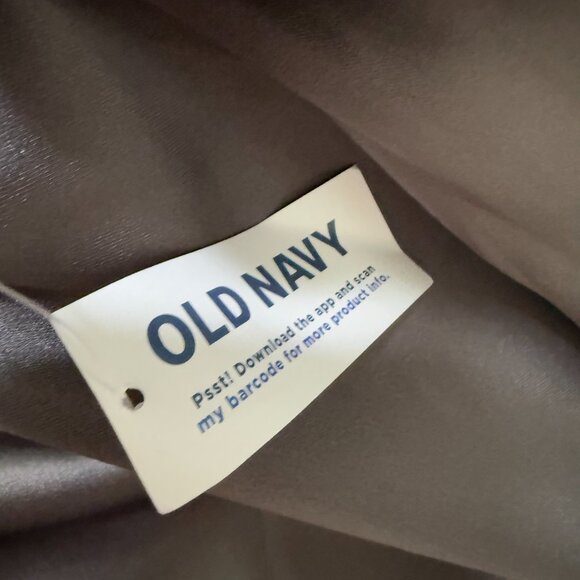 OLD NAVY
Psst! Download the app and scan
my barcode for more product info.